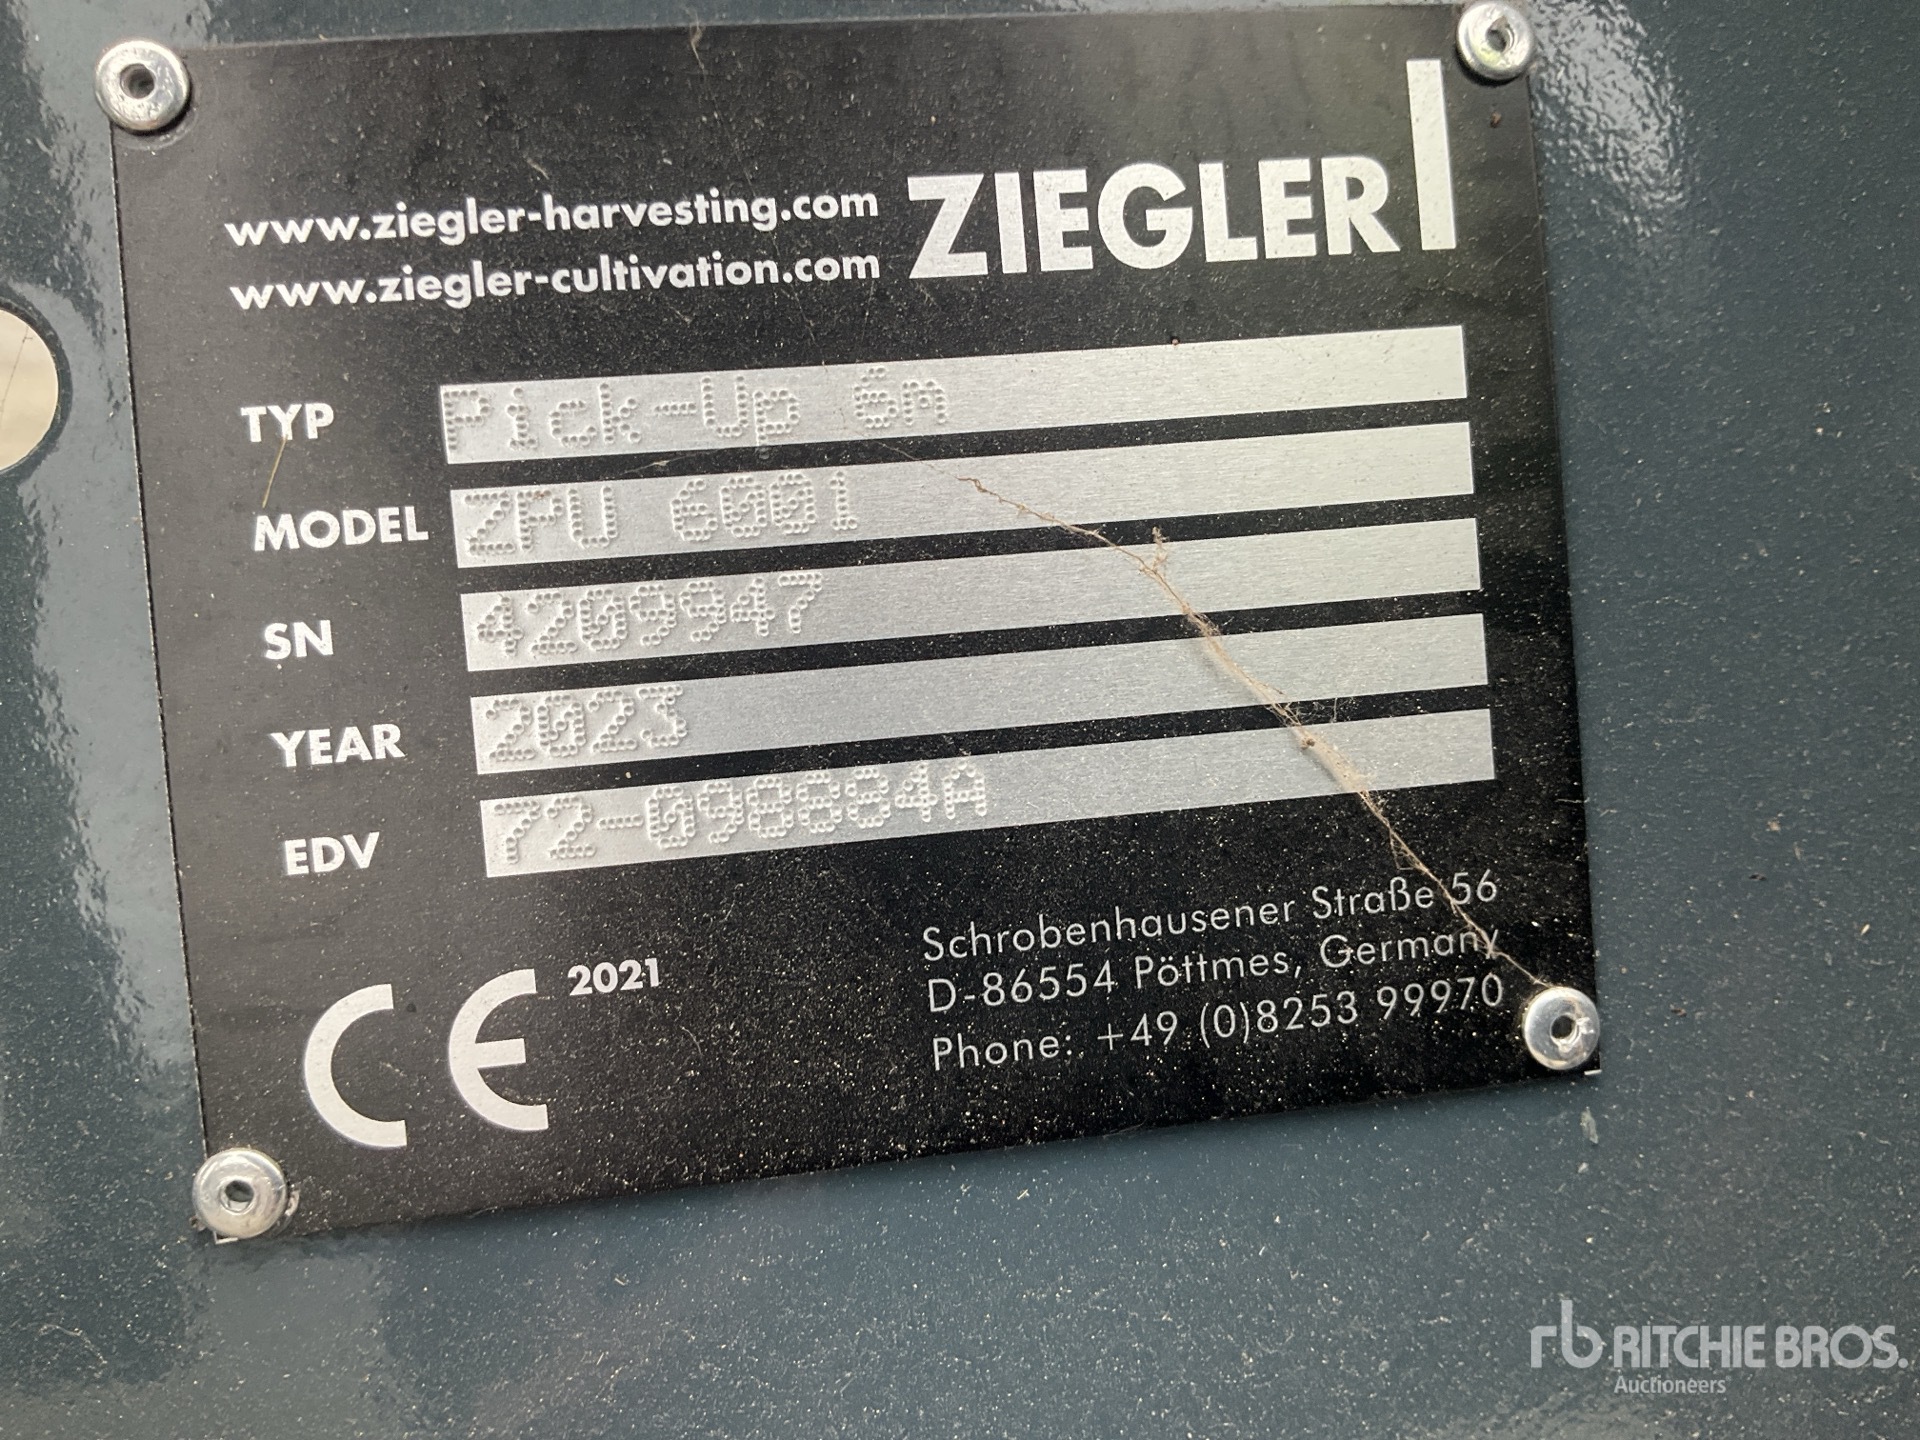 www.ziegler-harvesting.com
www.ziegler-cultivation.com
ZIEGLER
TYP Pick-Up 6m
MODEL ZPU 6001
SN 4209947
YEAR 2023
EDV 72-098884A
CE 2021
Schrobenhausener Straße 56
D-86554 Pöttmes, Germany
Phone: +49 (0)8253 99970
rb RITCHIE BROS.
Auctioneers